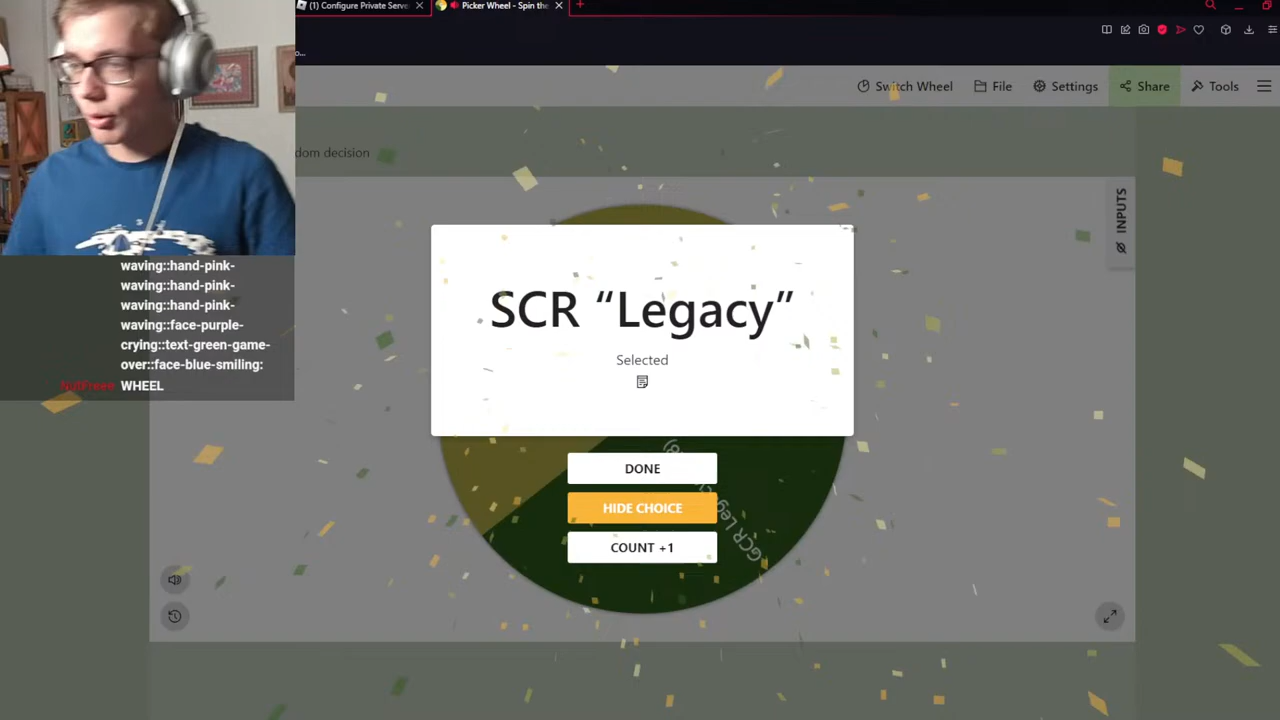 (1) Configure Private Serve
Picker Wheel - Spin the
o...
Switch Wheel
File
Settings
Share
Tools
dom decision
INPUTS
SCR “Legacy”
Selected
DONE
HIDE CHOICE
COUNT +1
waving::hand-pink-
waving::hand-pink-
waving::hand-pink-
waving::face-purple-
crying::text-green-game-
over::face-blue-smiling:
WHEEL